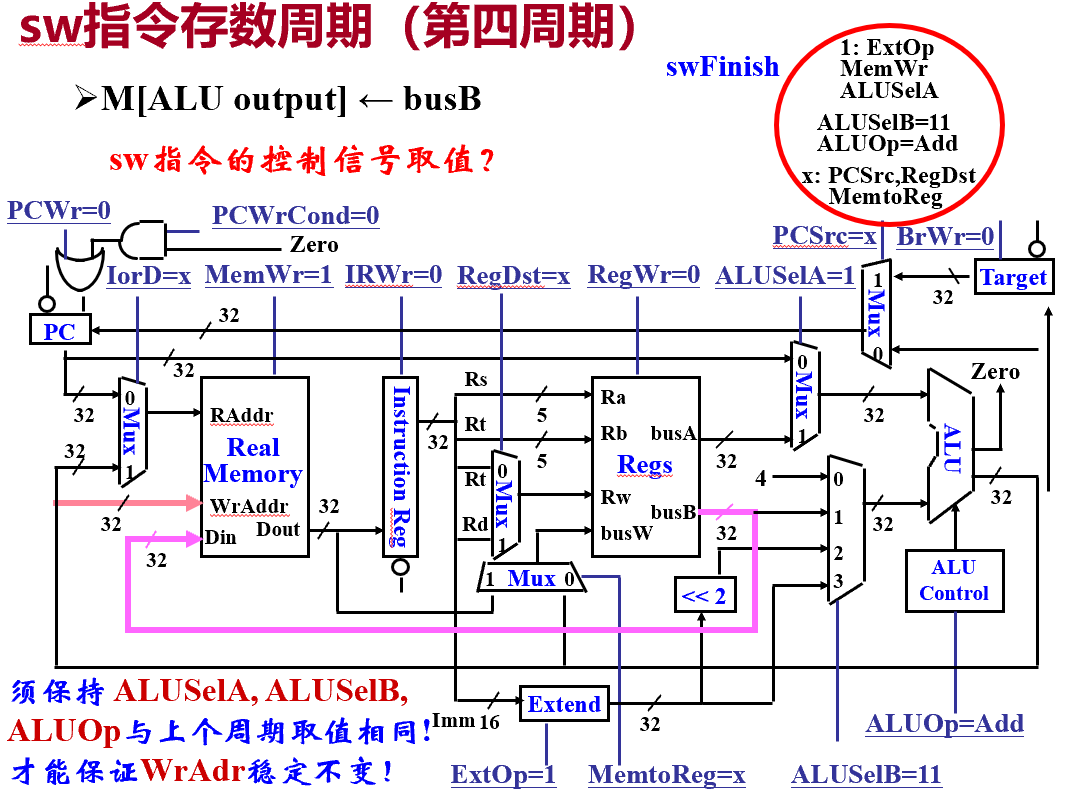 sw指令存数周期（第四周期）
swFinish
1: ExtOp
MemWr
ALUSelA
ALUSelB=11
ALUOp=Add
x: PCSrc,RegDst
MemtoReg
➢M[ALU output] ← busB
sw指令的控制信号取值？
PCWr=0
PCWrCond=0
Zero
PCSrc=x
BrWr=0
IorD=x
MemWr=1
IRWr=0
RegDst=x
RegWr=0
ALUSelA=1
Target
32
1
Mux
0
PC
32
32
32
0
Mux
1
32
32
RAddr
Real
Memory
WrAddr
Din
Dout
32
32
Instruction Reg
32
Rs
Rt
Rt
Rd
5
5
0
Mux
1
Ra
Rb
Regs
Rw
busW
busA
busB
32
32
0
Mux
1
32
4
0
1
2
3
32
Zero
ALU
32
ALU
Control
1 Mux 0
<< 2
Imm 16
Extend
32
须保持 ALUSelA, ALUSelB,
ALUOp与上个周期取值相同!
才能保证WrAdr稳定不变！
ExtOp=1
MemtoReg=x
ALUSelB=11
ALUOp=Add